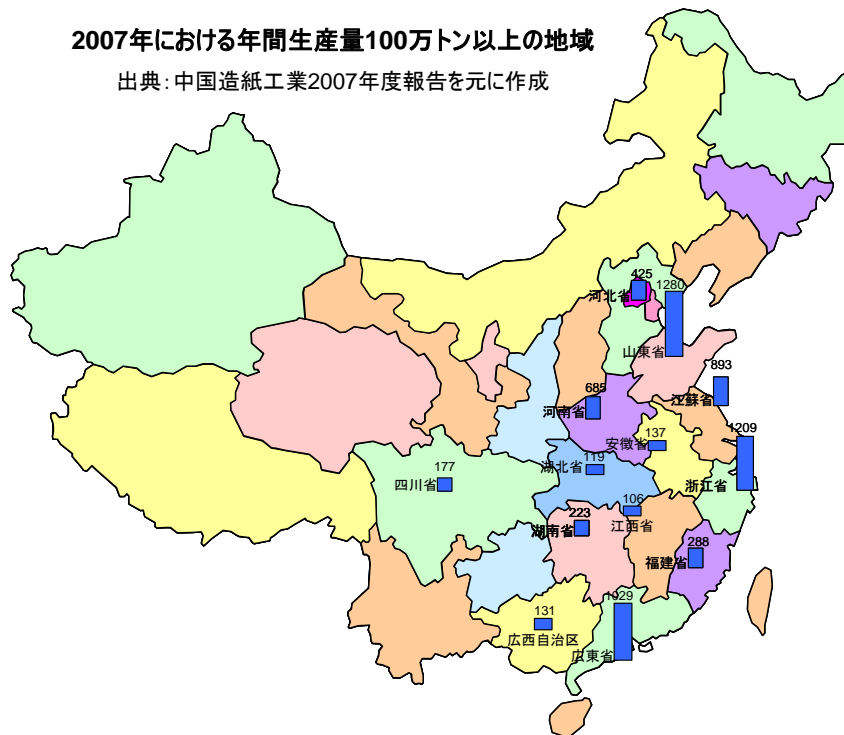 2007年における年間生産量100万トン以上の地域
出典：中国造紙工業2007年度報告を元に作成
425
河北省
1280
山東省
893
江蘇省
685
河南省
1209
137
安徴省
119
湖北省
177
四川省
浙江省
106
江西省
223
湖南省
288
福建省
1029
131
広西自治区
広東省